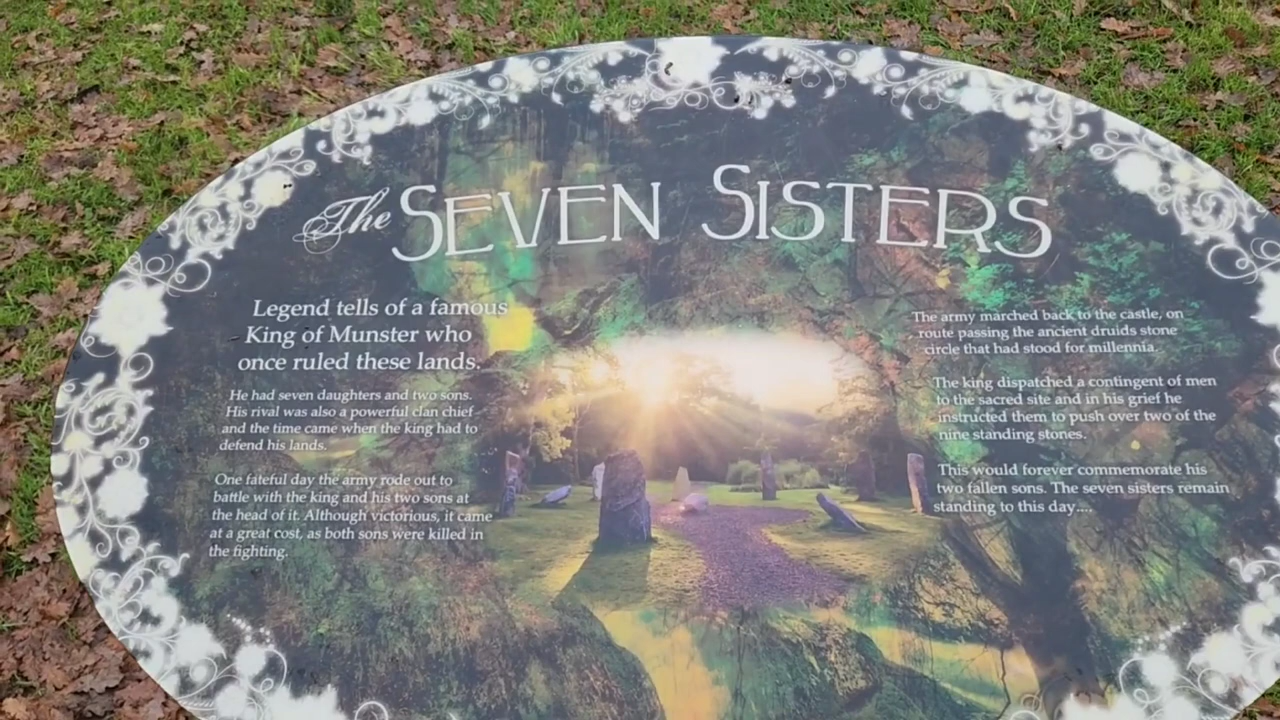 The SEVEN SISTERS
Legend tells of a famous
King of Munster who
once ruled these lands.
He had seven daughters and two sons.
His rival was also a powerful clan chief
and the time came when the king had to
defend his lands.
One fateful day the army rode out to
battle with the king and his two sons at
the head of it. Although victorious, it came
at a great cost, as both sons were killed in
the fighting.
The army marched back to the castle, on
route passing the ancient druids stone
circle that had stood for millennia.
The king dispatched a contingent of men
to the sacred site and in his grief he
instructed them to push over two of the
nine standing stones.
This would forever commemorate his
two fallen sons. The seven sisters remain
standing to this day....